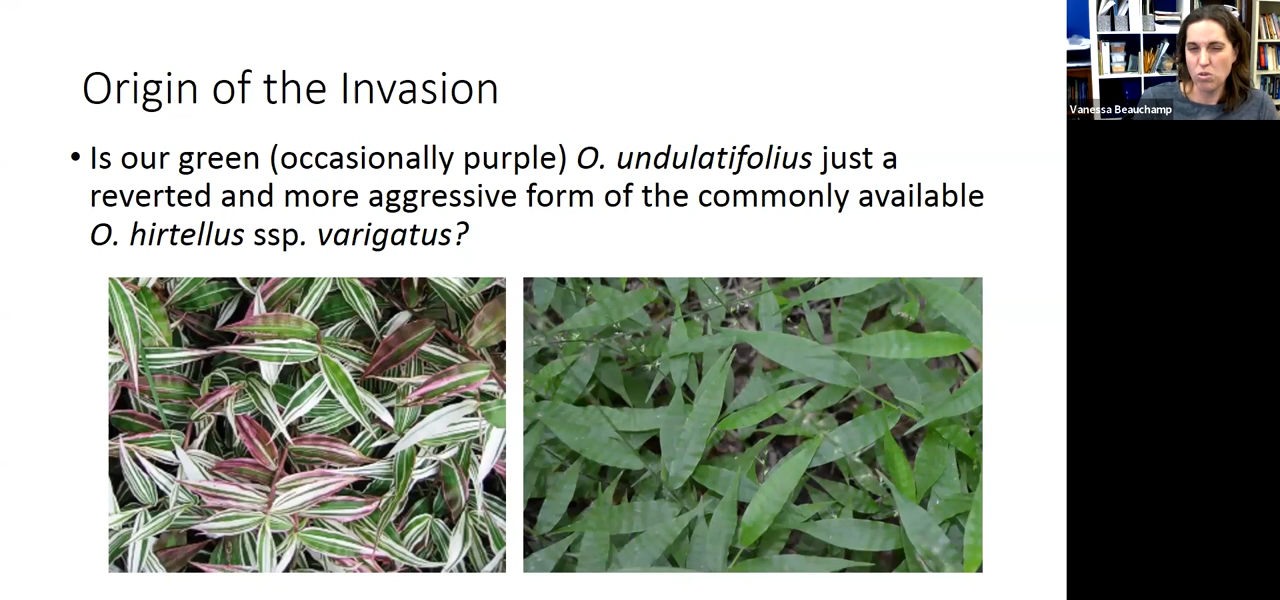 Origin of the Invasion
• Is our green (occasionally purple) O. undulatifolius just a
reverted and more aggressive form of the commonly available
O. hirtellus ssp. varigatus?
Vanessa Beauchamp